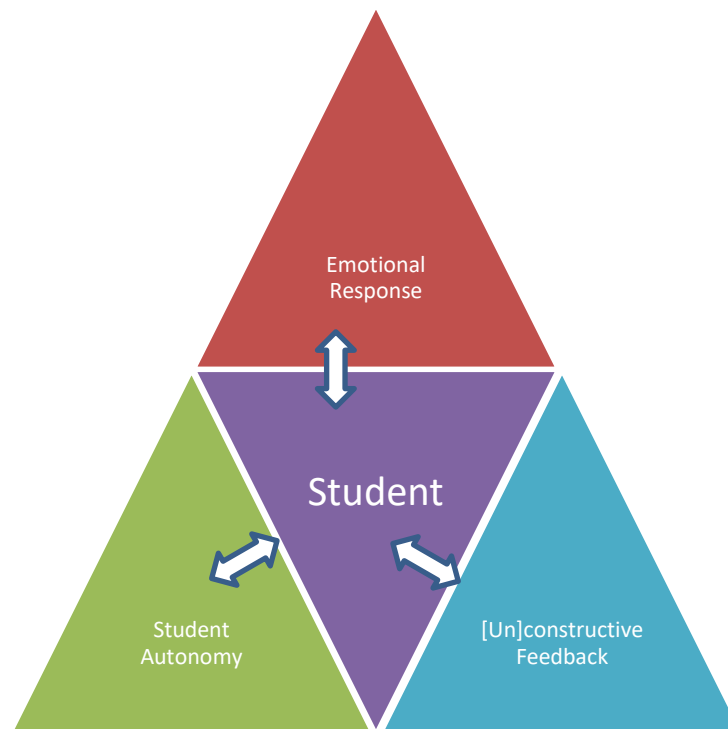 Emotional
Response
Student
Student
Autonomy
[Un]constructive
Feedback